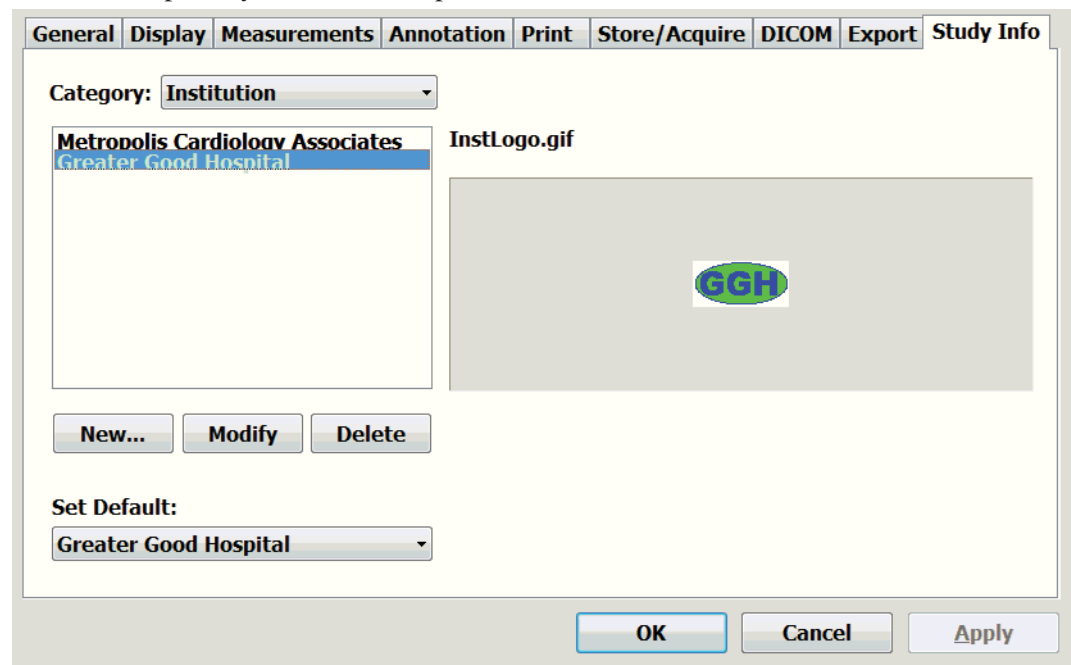 General Display Measurements Annotation Print Store/Acquire DICOM Export Study Info
Category: Institution
Metropolis Cardiology Associates
Greater Good Hospital
InstLogo.gif
GGH
New... Modify Delete
Set Default:
Greater Good Hospital
OK Cancel Apply